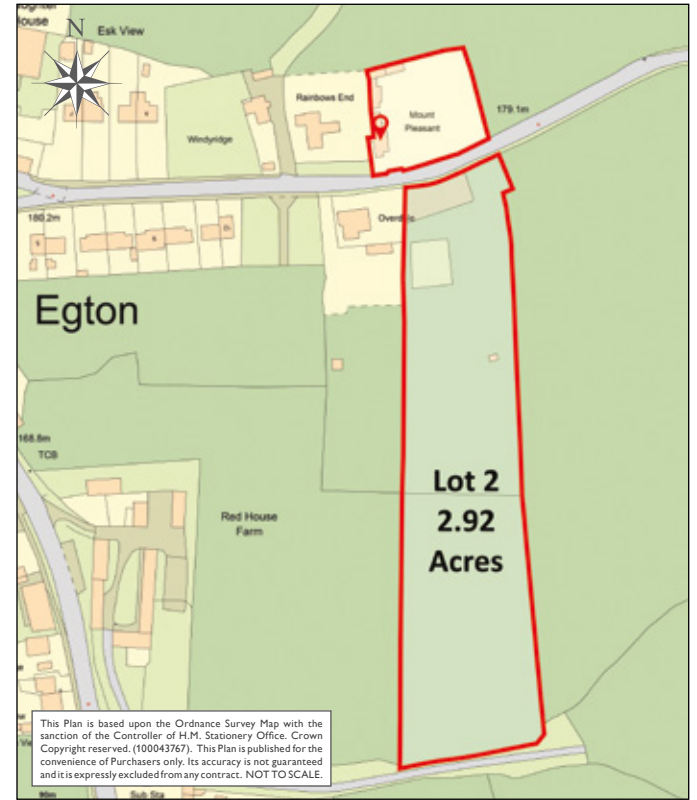 House
N
Esk View
Rainbows End
Mount
Pleasant
179.1m
Windyridge
180.2m
Egton
168.8m
TCB
Lot 2
2.92
Acres
Red House
Farm
This Plan is based upon the Ordnance Survey Map with the
sanction of the Controller of H.M. Stationery Office. Crown
Copyright reserved. (100043767). This Plan is published for the
convenience of Purchasers only. Its accuracy is not guaranteed
and it is expressly excluded from any contract. NOT TO SCALE.
Sub Sta